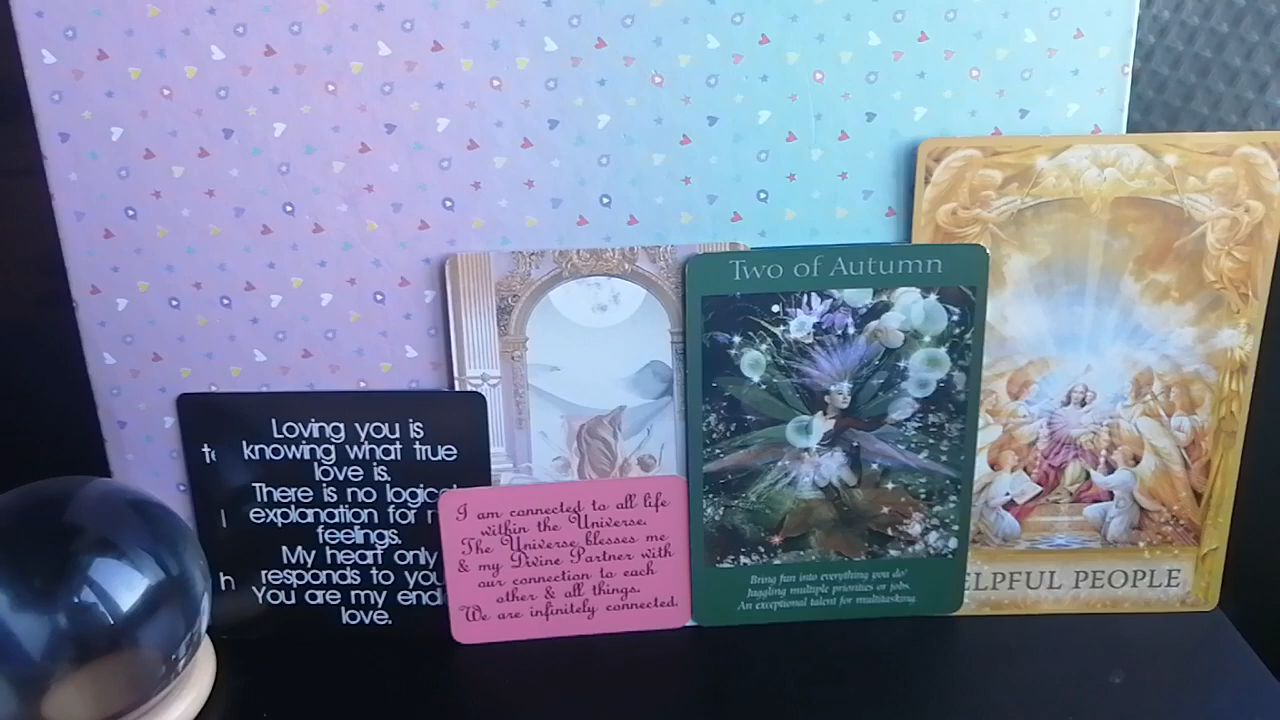 Loving you is
knowing what true
love is.
There is no logical
explanation for
feelings.
My heart only
responds to you
You are my
love.
I am connected to all life
within the Universe.
The Universe blesses me
& my Divine Partner with
our connection to each
other & all things.
We are infinitely connected.
Two of Autumn
Bring fun into everything you do!
Juggling multiple priorities or jobs.
An exceptional talent for multitasking.
ELPFUL PEOPLE